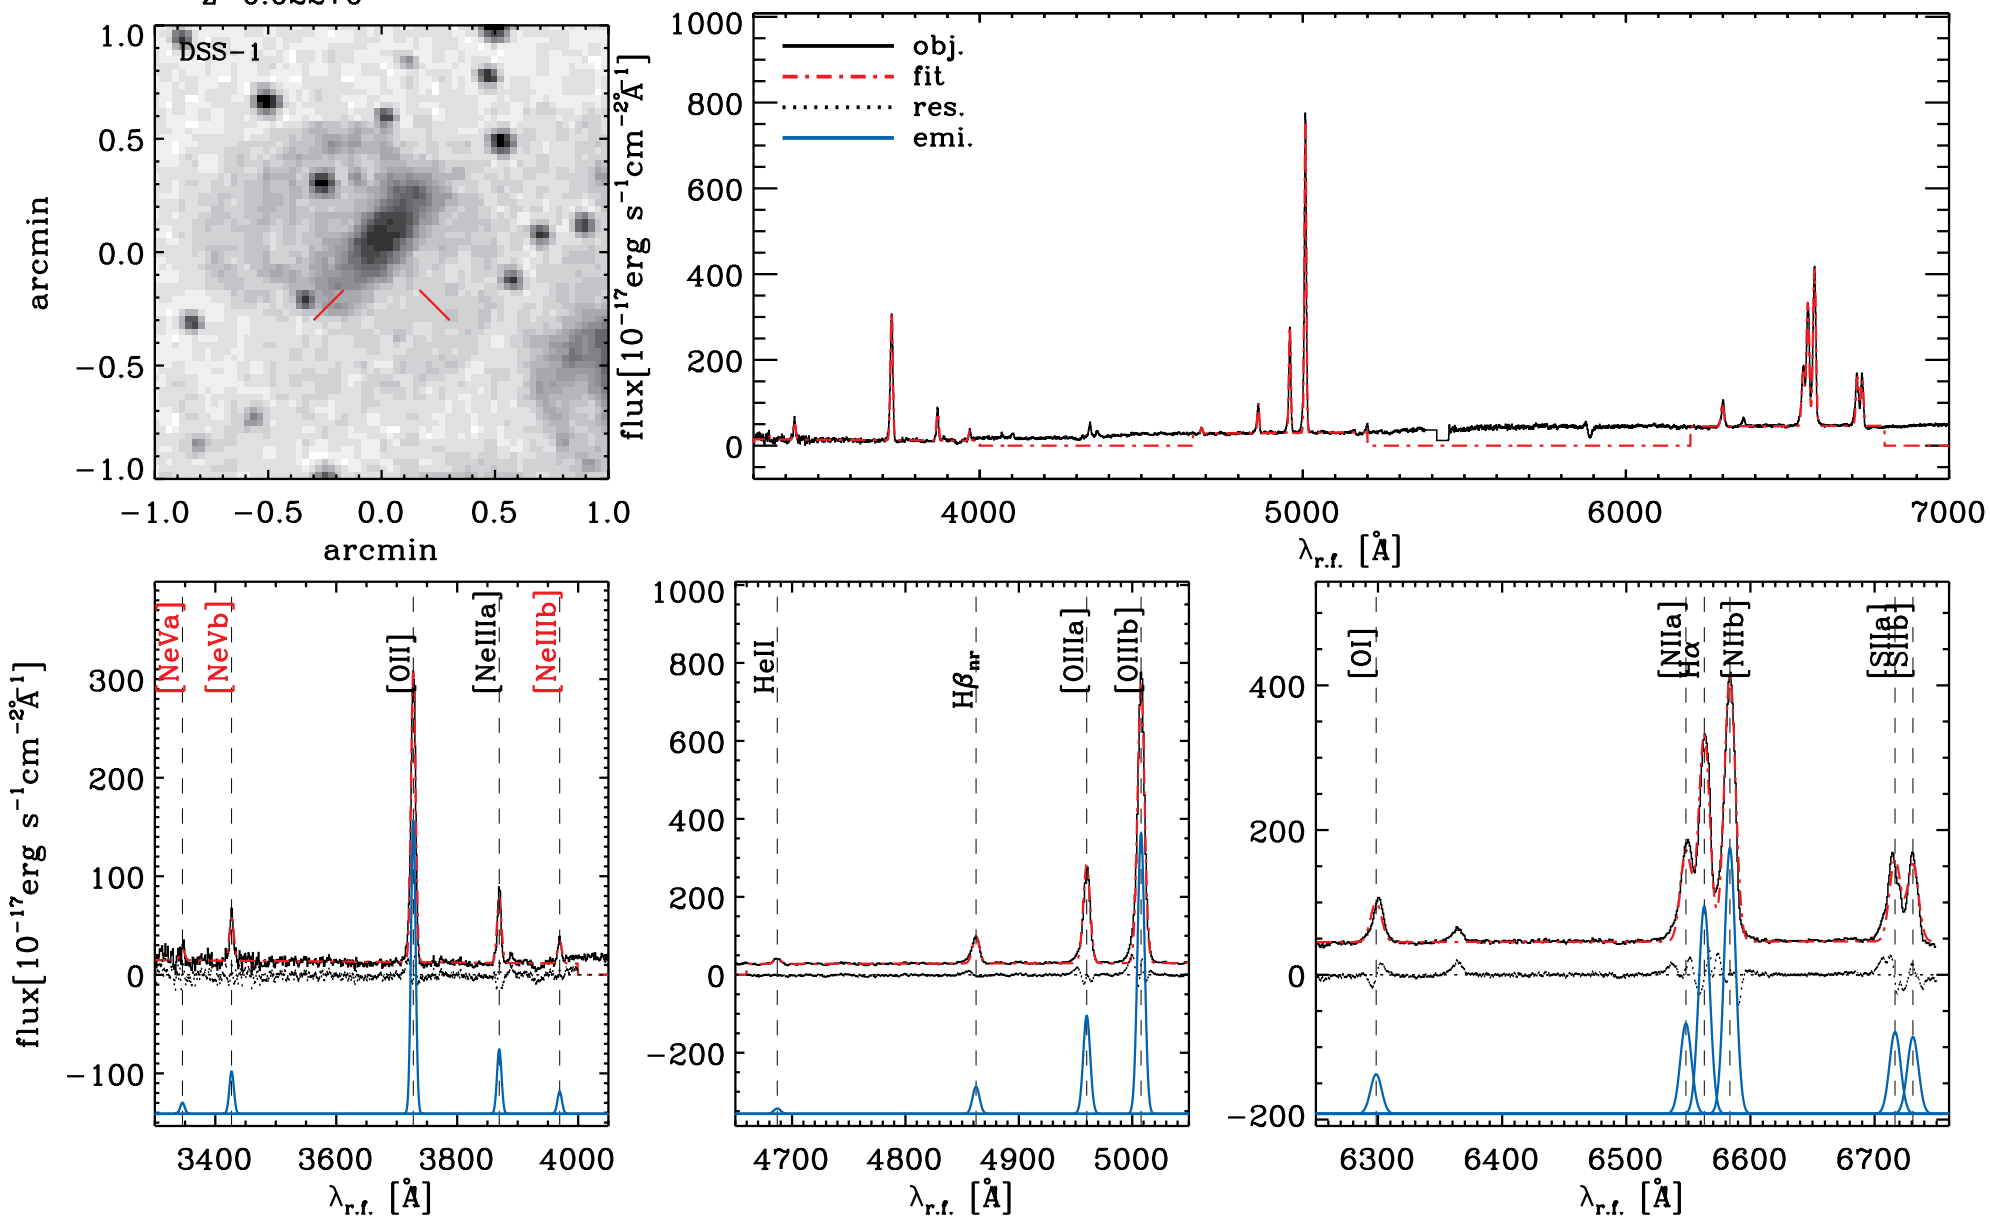 DSS-1
1.0
0.5
0.0
−0.5
−1.0
arcmin
−1.0 −0.5 0.0 0.5 1.0
arcmin
obj.
fit
res.
emi.
1000
800
600
400
200
0
flux[10⁻¹⁷erg s⁻¹cm⁻²Å⁻¹]
4000 5000 6000 7000
λr.f. [Å]
[NeVa] [NeVb] [OII] [NeIIIa] [NeIIIb]
300
200
100
0
−100
flux[10⁻¹⁷erg s⁻¹cm⁻²Å⁻¹]
3400 3600 3800 4000
λr.f. [Å]
HeII Hβnr [OIIIa] [OIIIb]
1000
800
600
400
200
0
−200
4700 4800 4900 5000
λr.f. [Å]
[OI] [NIIa] Hα [NIIb] [SIIa] [SIIb]
400
200
0
−200
6300 6400 6500 6600 6700
λr.f. [Å]